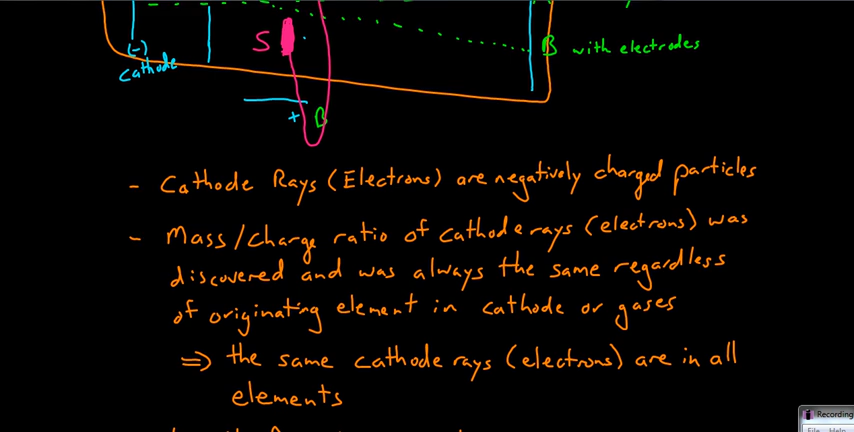 (-)
cathode
S
B with electrodes
+ B
- Cathode Rays (Electrons) are negatively charged particles
- Mass/charge ratio of cathode rays (electrons) was
discovered and was always the same regardless
of originating element in cathode or gases
⇒ the same cathode rays (electrons) are in all
elements
Recording
File Help